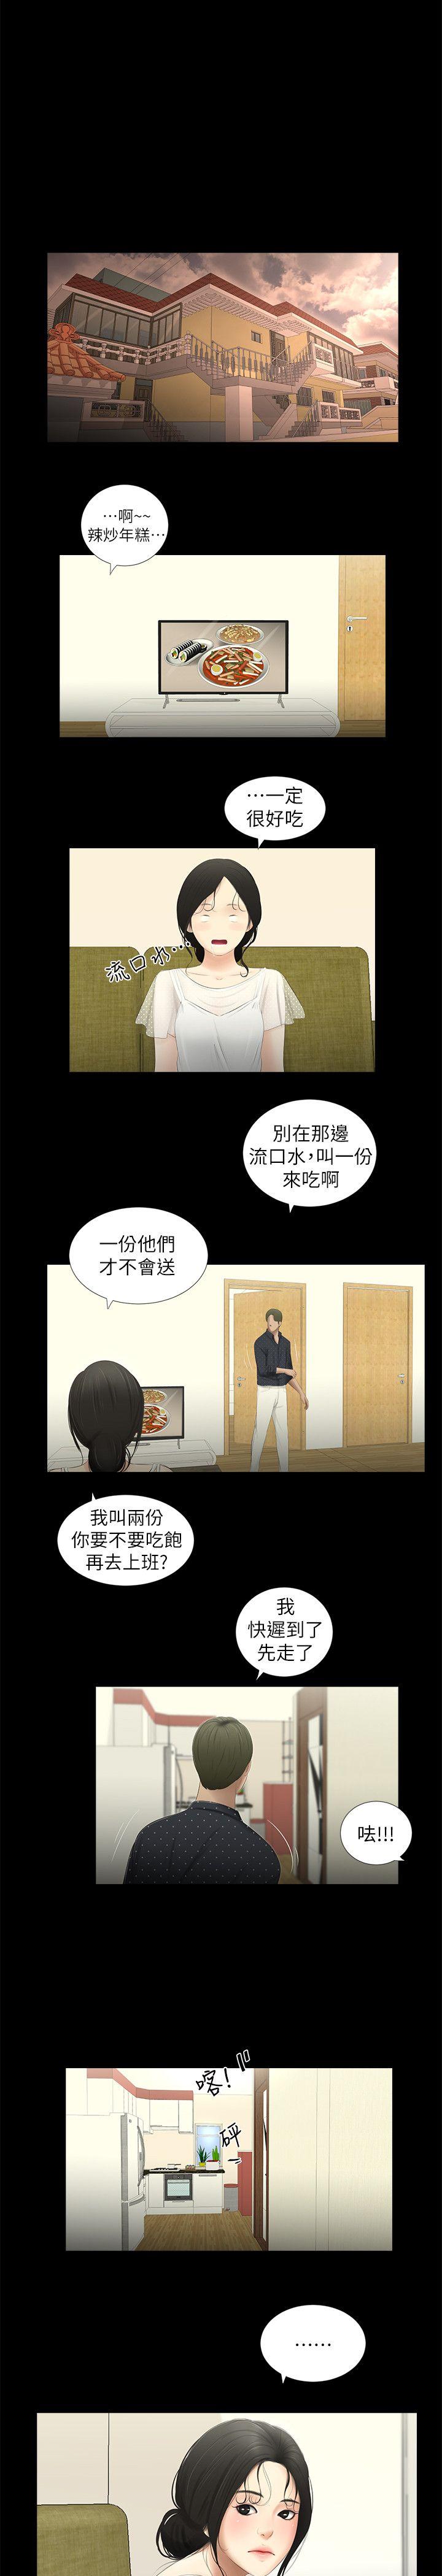 …啊~~
辣炒年糕…
…一定
很好吃
流口水…
別在那邊
流口水，叫一份
來吃啊
一份他們
才不會送
我叫兩份
你要不要吃飽
再去上班?
我
快遲到了
先走了
呿!!!
喀!
砰
……